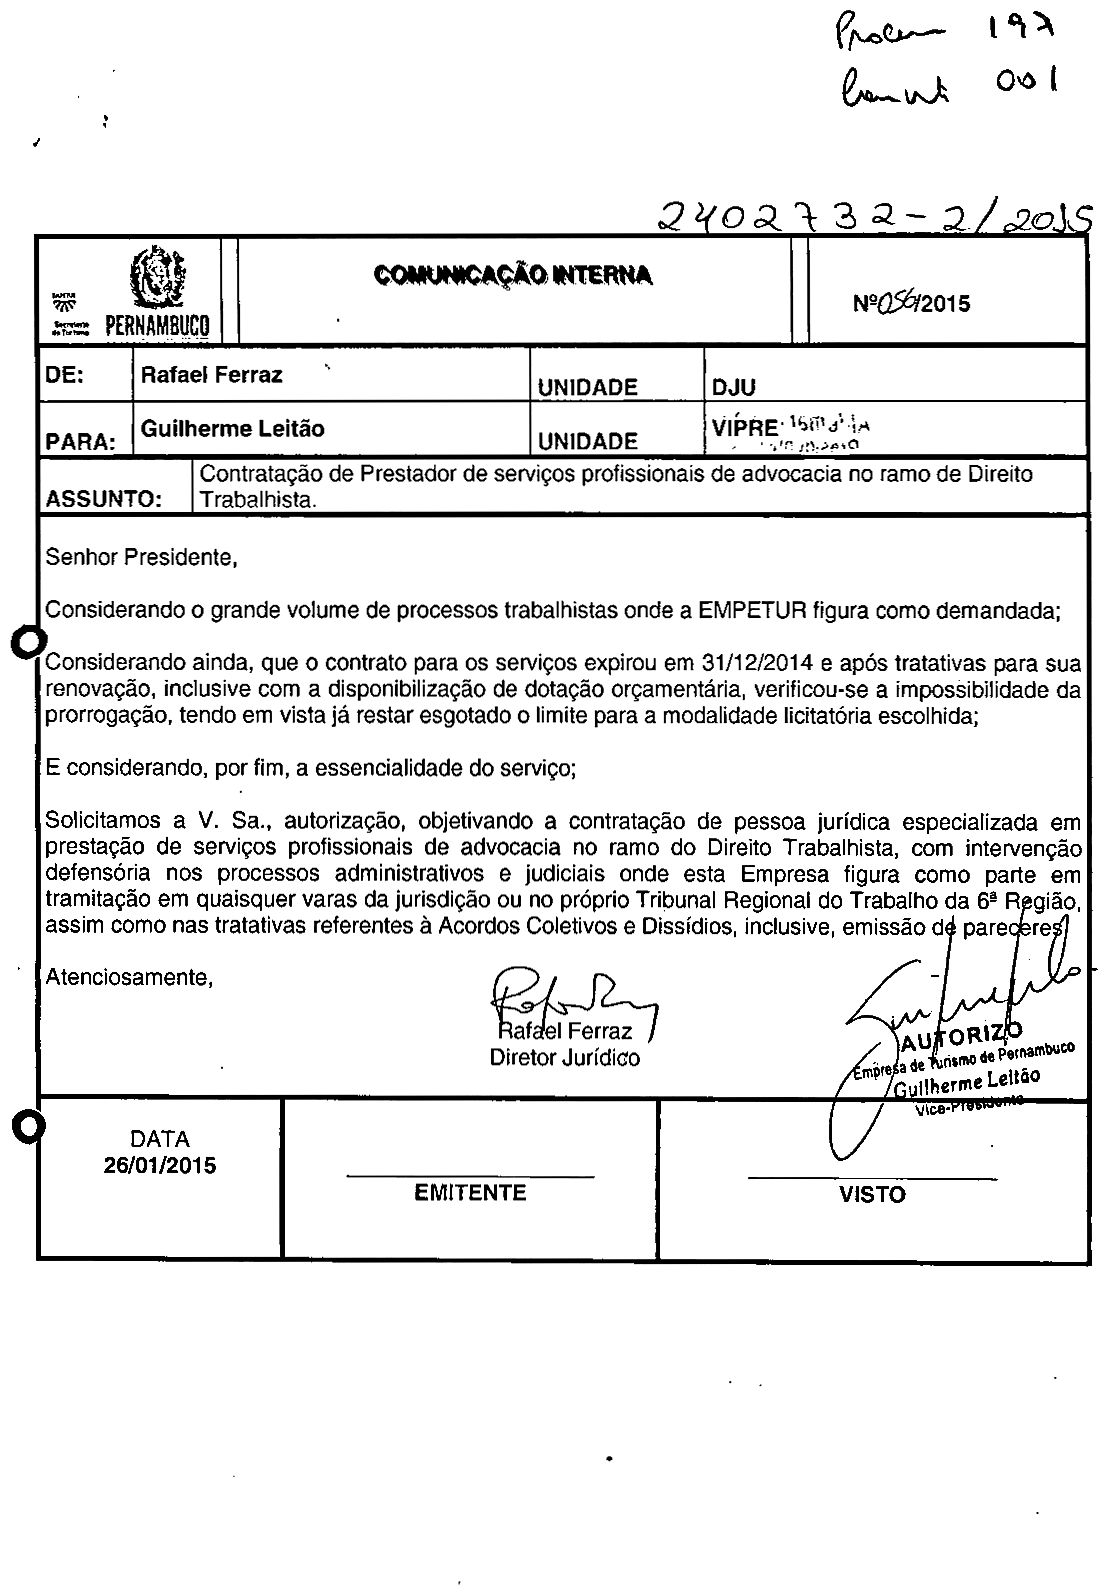 197
001
2402732-2/2015
COMUNICAÇÃO INTERNA
Nº056/2015
Secretaria
de Turismo
PERNAMBUCO
DE: Rafael Ferraz UNIDADE DJU
PARA: Guilherme Leitão UNIDADE VIPRE
ASSUNTO: Contratação de Prestador de serviços profissionais de advocacia no ramo de Direito
Trabalhista.
Senhor Presidente,
Considerando o grande volume de processos trabalhistas onde a EMPETUR figura como demandada;
Considerando ainda, que o contrato para os serviços expirou em 31/12/2014 e após tratativas para sua
renovação, inclusive com a disponibilização de dotação orçamentária, verificou-se a impossibilidade da
prorrogação, tendo em vista já restar esgotado o limite para a modalidade licitatória escolhida;
E considerando, por fim, a essencialidade do serviço;
Solicitamos a V. Sa., autorização, objetivando a contratação de pessoa jurídica especializada em
prestação de serviços profissionais de advocacia no ramo do Direito Trabalhista, com intervenção
defensória nos processos administrativos e judiciais onde esta Empresa figura como parte em
tramitação em quaisquer varas da jurisdição ou no próprio Tribunal Regional do Trabalho da 6ª Região,
assim como nas tratativas referentes à Acordos Coletivos e Dissídios, inclusive, emissão de pareceres
Atenciosamente,
Rafael Ferraz
Diretor Jurídico
AUTORIZO
Empresa de Turismo de Pernambuco
Guilherme Leitão
Vice-Presidente
DATA
26/01/2015
EMITENTE
VISTO